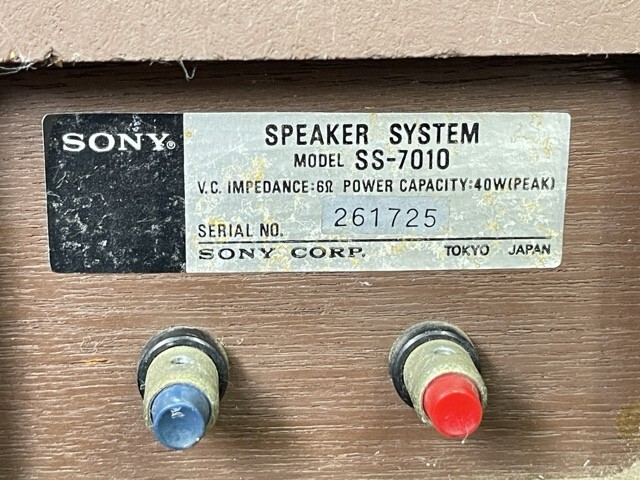 SONY®
SPEAKER SYSTEM
MODEL SS-7010
V.C. IMPEDANCE:6Ω POWER CAPACITY:40W(PEAK)
SERIAL NO. 261725
SONY CORP. TOKYO JAPAN